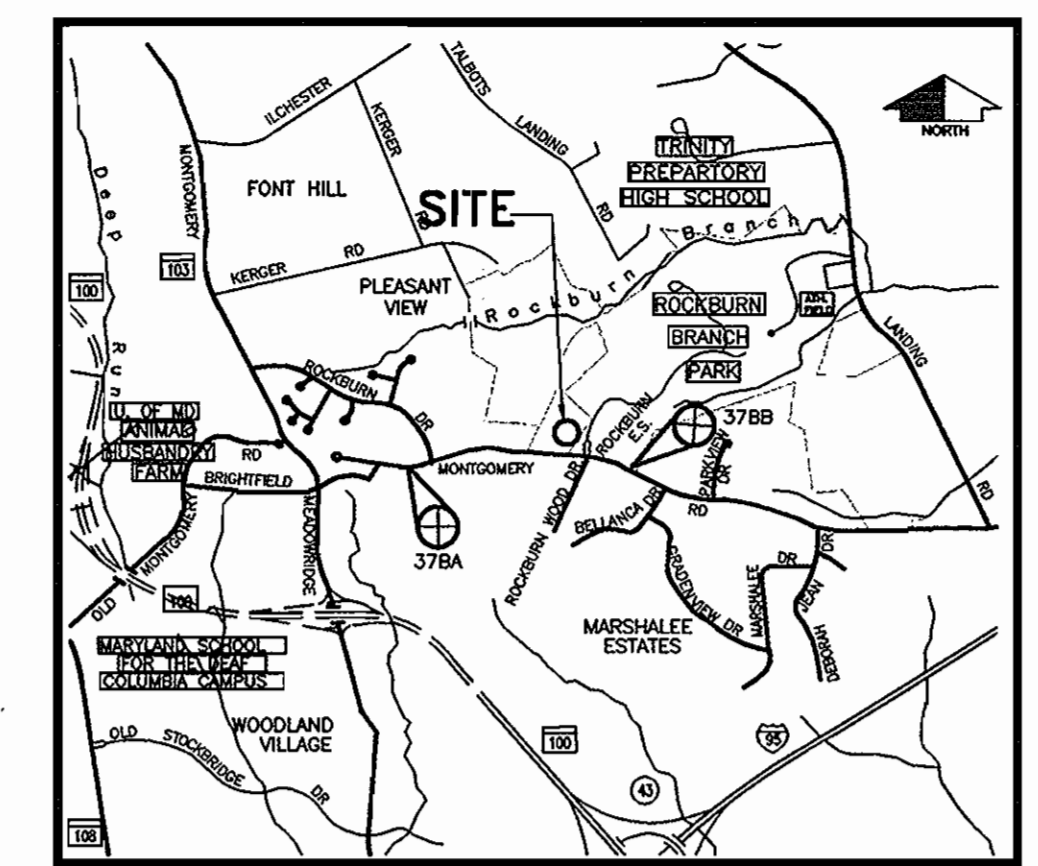 TALBOTS
LANDING
RD
ILCHESTER
KERGER
RD
NORTH
TRINITY
PREPARTORY
HIGH SCHOOL
Deep
Run
MONTGOMERY
FONT HILL
SITE
Branch
103
KERGER RD
100
PLEASANT
VIEW
Rockburn
ROCKBURN
BRANCH
PARK
ATHL
FIELD
LANDING
RD
ROCKBURN
DR
U. OF MD
ANIMAL
HUSBANDRY
FARM
RD
BRIGHTFIELD
MONTGOMERY
ROCKBURN
E.S.
37BB
PARKVIEW
DR
RD
37BA
MEADOWRIDGE
ROCKBURN WOOD DR
BELLANCA DR
OLD MONTGOMERY
100
GRADENVIEW DR
MARSHALEE
DR
DEBORAH JEAN
DR
MARSHALEE
ESTATES
MARYLAND SCHOOL
FOR THE DEAF
COLUMBIA CAMPUS
WOODLAND
VILLAGE
OLD STOCKBRIDGE DR
100
95
43
108